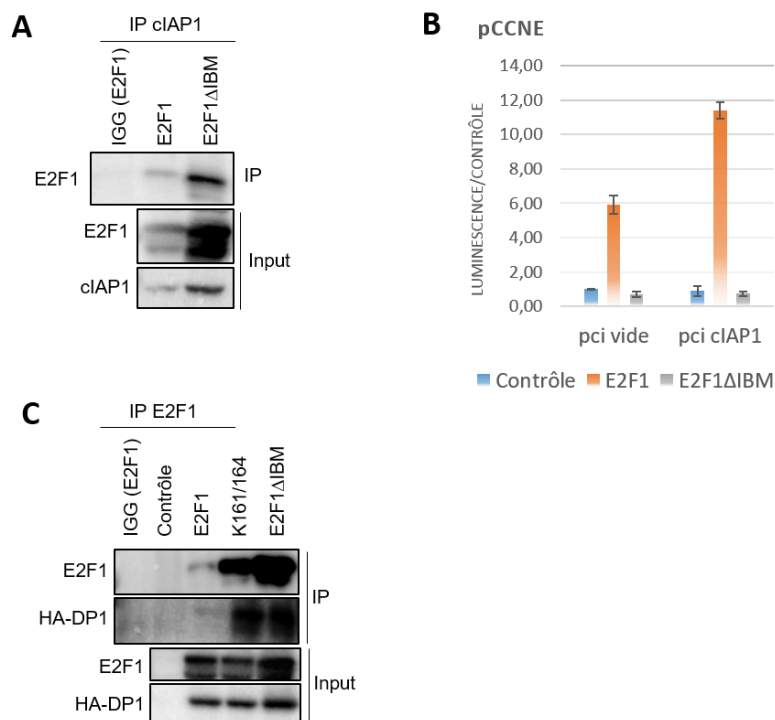 A
IP cIAP1
IGG (E2F1)
E2F1
E2F1ΔIBM
E2F1
IP
E2F1
cIAP1
Input
B
pCCNE
LUMINESCENCE/CONTRÔLE
14,00
12,00
10,00
8,00
6,00
4,00
2,00
0,00
pci vide
pci cIAP1
Contrôle
E2F1
E2F1ΔIBM
C
IP E2F1
IGG (E2F1)
Contrôle
E2F1
K161/164
E2F1ΔIBM
E2F1
HA-DP1
IP
E2F1
HA-DP1
Input